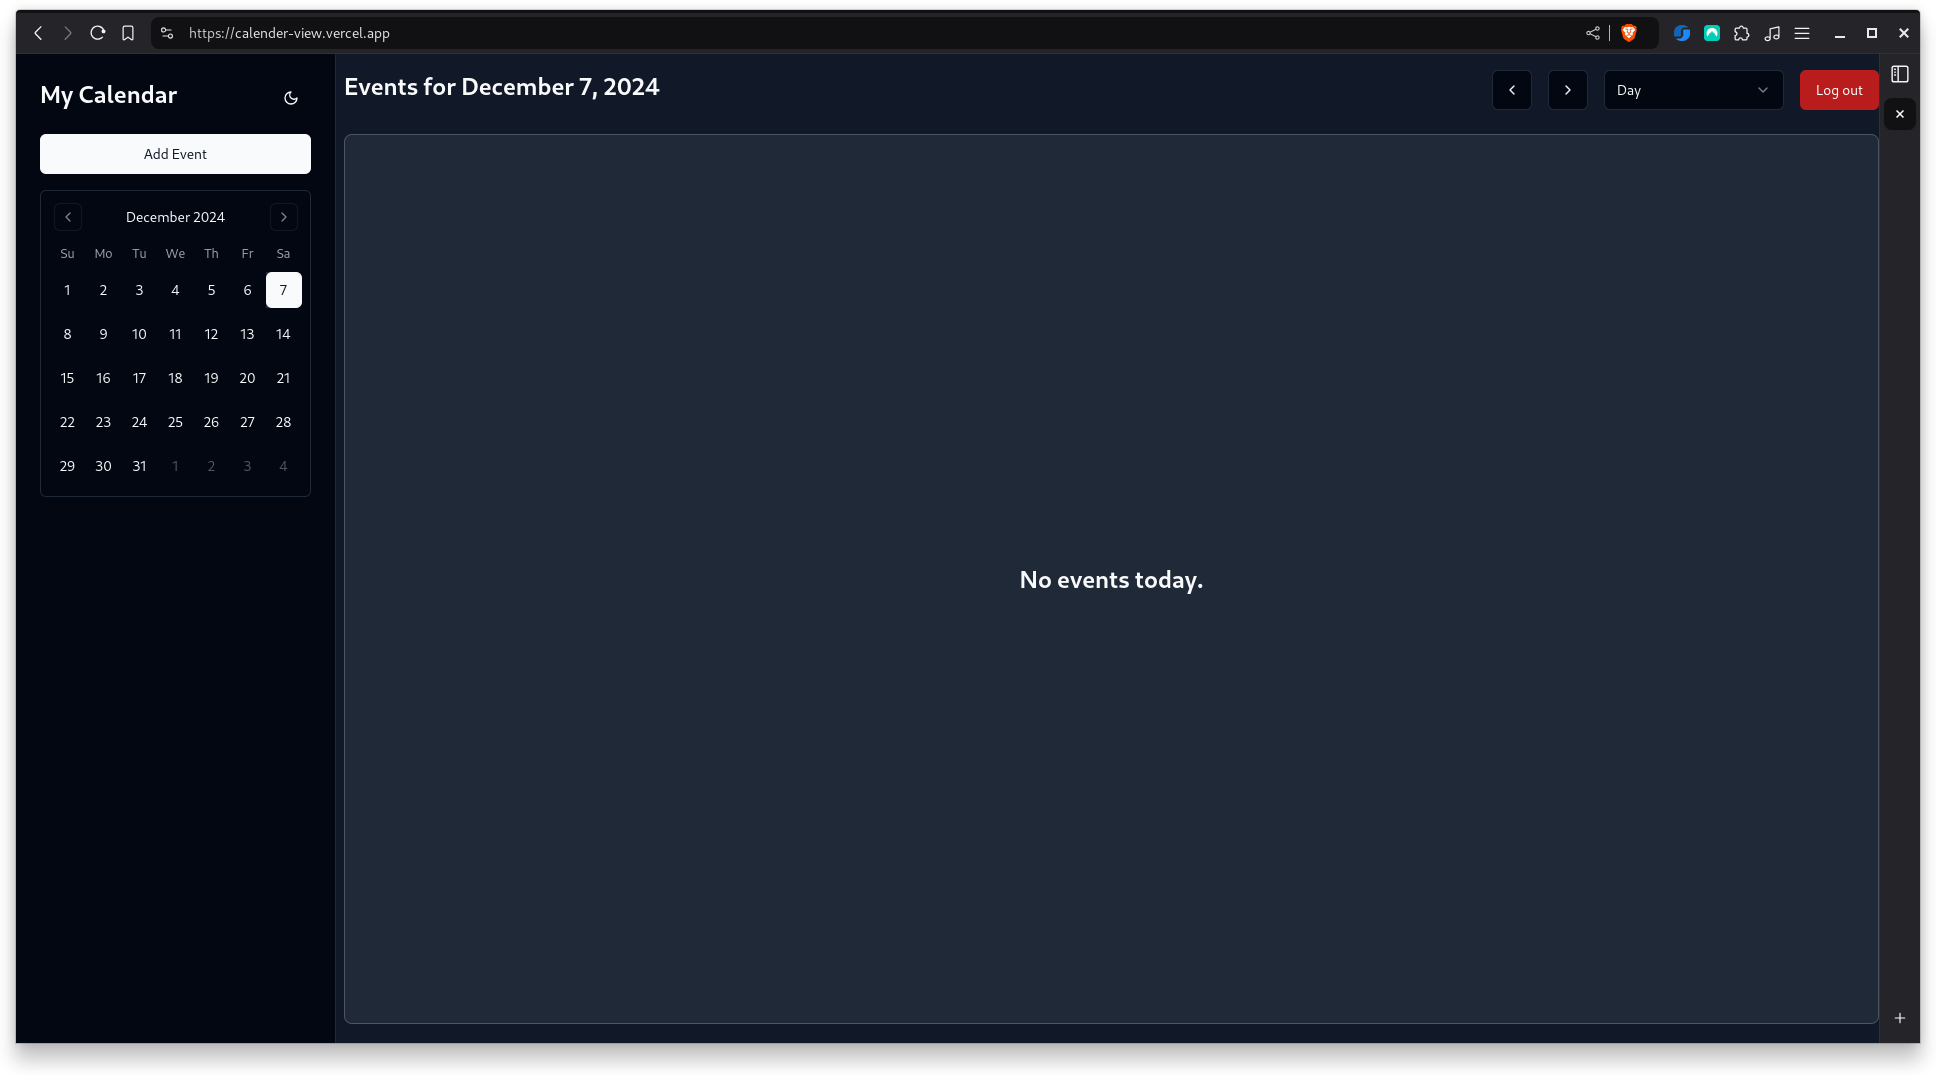 https://calender-view.vercel.app
My Calendar
Add Event
December 2024
Su Mo Tu We Th Fr Sa
1 2 3 4 5 6 7
8 9 10 11 12 13 14
15 16 17 18 19 20 21
22 23 24 25 26 27 28
29 30 31 1 2 3 4
Events for December 7, 2024
Day
Log out
No events today.